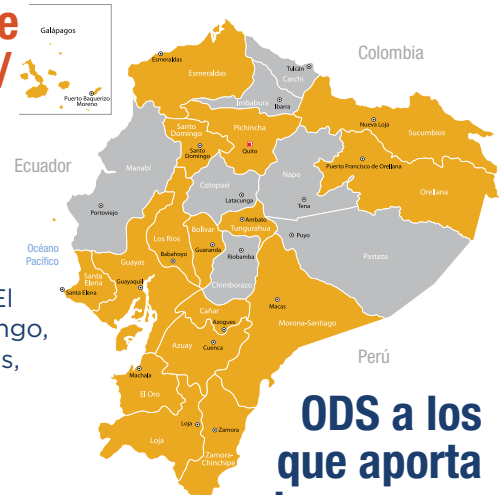 e
y
Galápagos
Puerto Baquerizo
Moreno
Colombia
Esmeraldas
Esmeraldas
Tulcán
Carchi
Imbabura
Ibarra
Santo
Domingo
Pichincha
Nueva Loja
Sucumbíos
Santo
Domingo
Quito
Puerto Francisco de Orellana
Ecuador
Manabí
Cotopaxi
Napo
Orellana
Latacunga
Tena
Portoviejo
Ambato
Tungurahua
Los Ríos
Bolívar
Puyo
Océano
Pacífico
Guayas
Guaranda
Riobamba
Pastaza
Babahoyo
Santa
Elena
Guayaquil
Chimborazo
Santa Elena
El
ngo,
s,
Cañar
Macas
Azogues
Morona-Santiago
Azuay
Cuenca
Perú
Machala
El Oro
Loja
Zamora
Loja
Zamora-
Chinchipe
ODS a los
que aporta